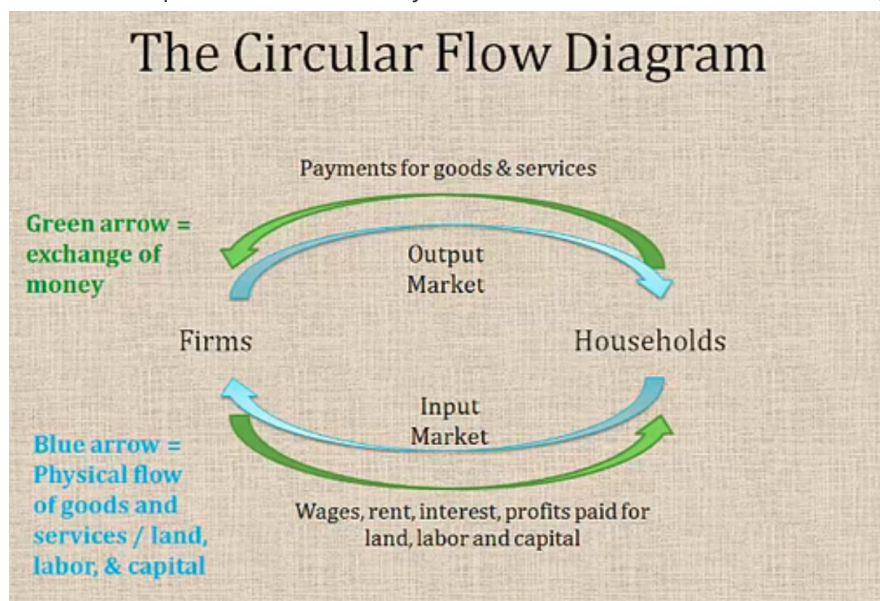 The Circular Flow Diagram
Payments for goods & services
Green arrow =
exchange of
money
Output
Market
Firms
Households
Input
Market
Blue arrow =
Physical flow
of goods and
services / land,
labor, & capital
Wages, rent, interest, profits paid for
land, labor and capital